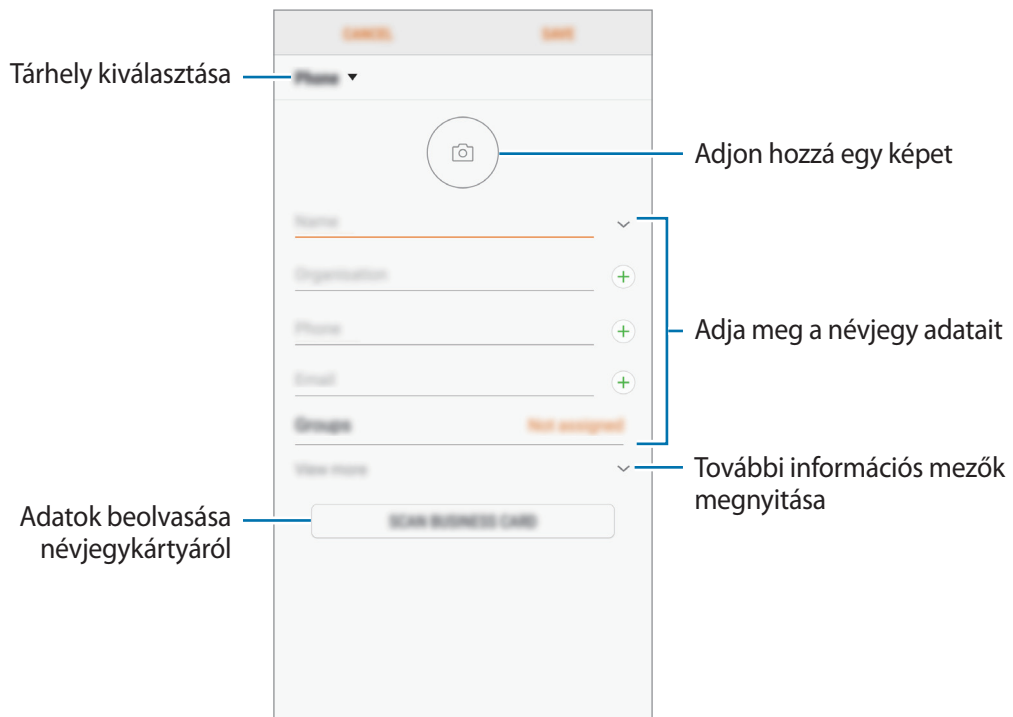 CANCEL
SAVE
Tárhely kiválasztása
Phone
Adjon hozzá egy képet
Name
Organisation
Phone
Adja meg a névjegy adatait
Email
Groups
Not assigned
View more
További információs mezők
megnyitása
SCAN BUSINESS CARD
Adatok beolvasása
névjegykártyáról